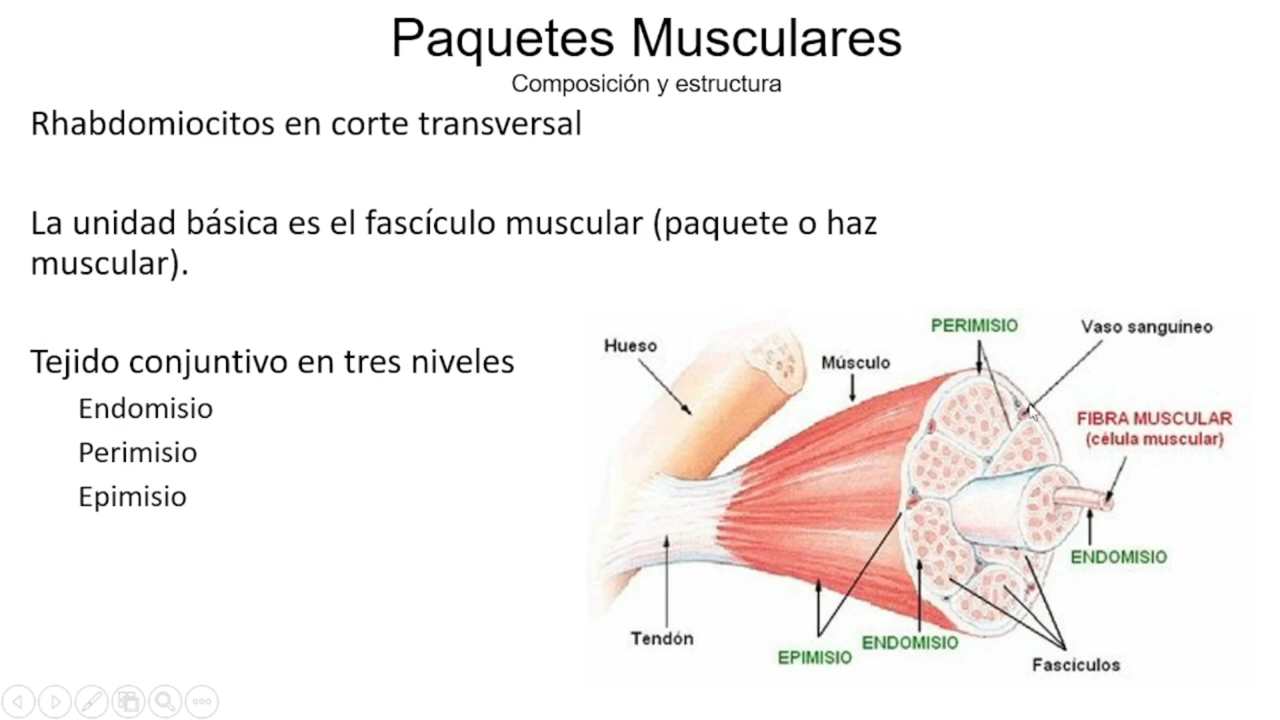 Paquetes Musculares
Composición y estructura
Rhabdomiocitos en corte transversal
La unidad básica es el fascículo muscular (paquete o haz
muscular).
Tejido conjuntivo en tres niveles
Endomisio
Perimisio
Epimisio
PERIMISIO
Vaso sanguíneo
Hueso
Músculo
FIBRA MUSCULAR
(célula muscular)
ENDOMISIO
Tendón
EPIMISIO
ENDOMISIO
Fascículos